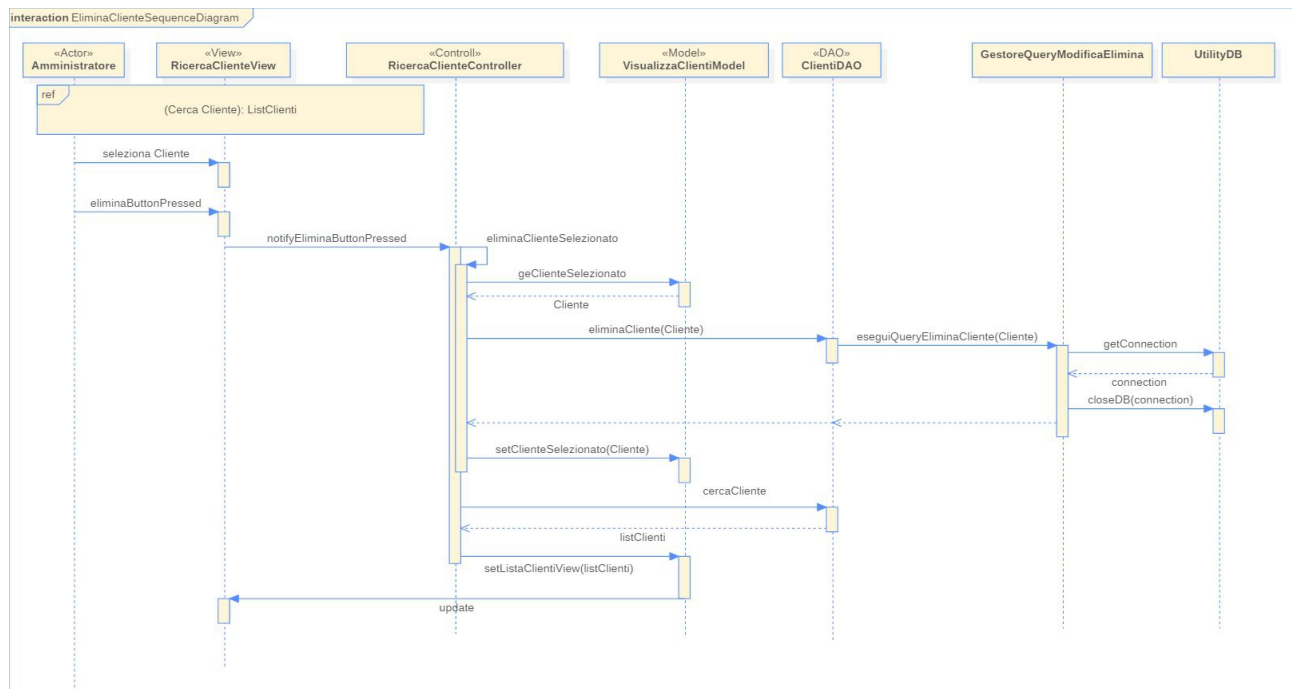 interaction EliminaClienteSequenceDiagram
«Actor»
Amministratore
«View»
RicercaClienteView
«Controll»
RicercaClienteController
«Model»
VisualizzaClientiModel
«DAO»
ClientiDAO
GestoreQueryModificaElimina
UtilityDB
ref
(Cerca Cliente): ListClienti
seleziona Cliente
eliminaButtonPressed
notifyEliminaButtonPressed
eliminaClienteSelezionato
geClienteSelezionato
Cliente
eliminaCliente(Cliente)
eseguiQueryEliminaCliente(Cliente)
getConnection
connection
closeDB(connection)
setClienteSelezionato(Cliente)
cercaCliente
listClienti
setListaClientiView(listClienti)
update